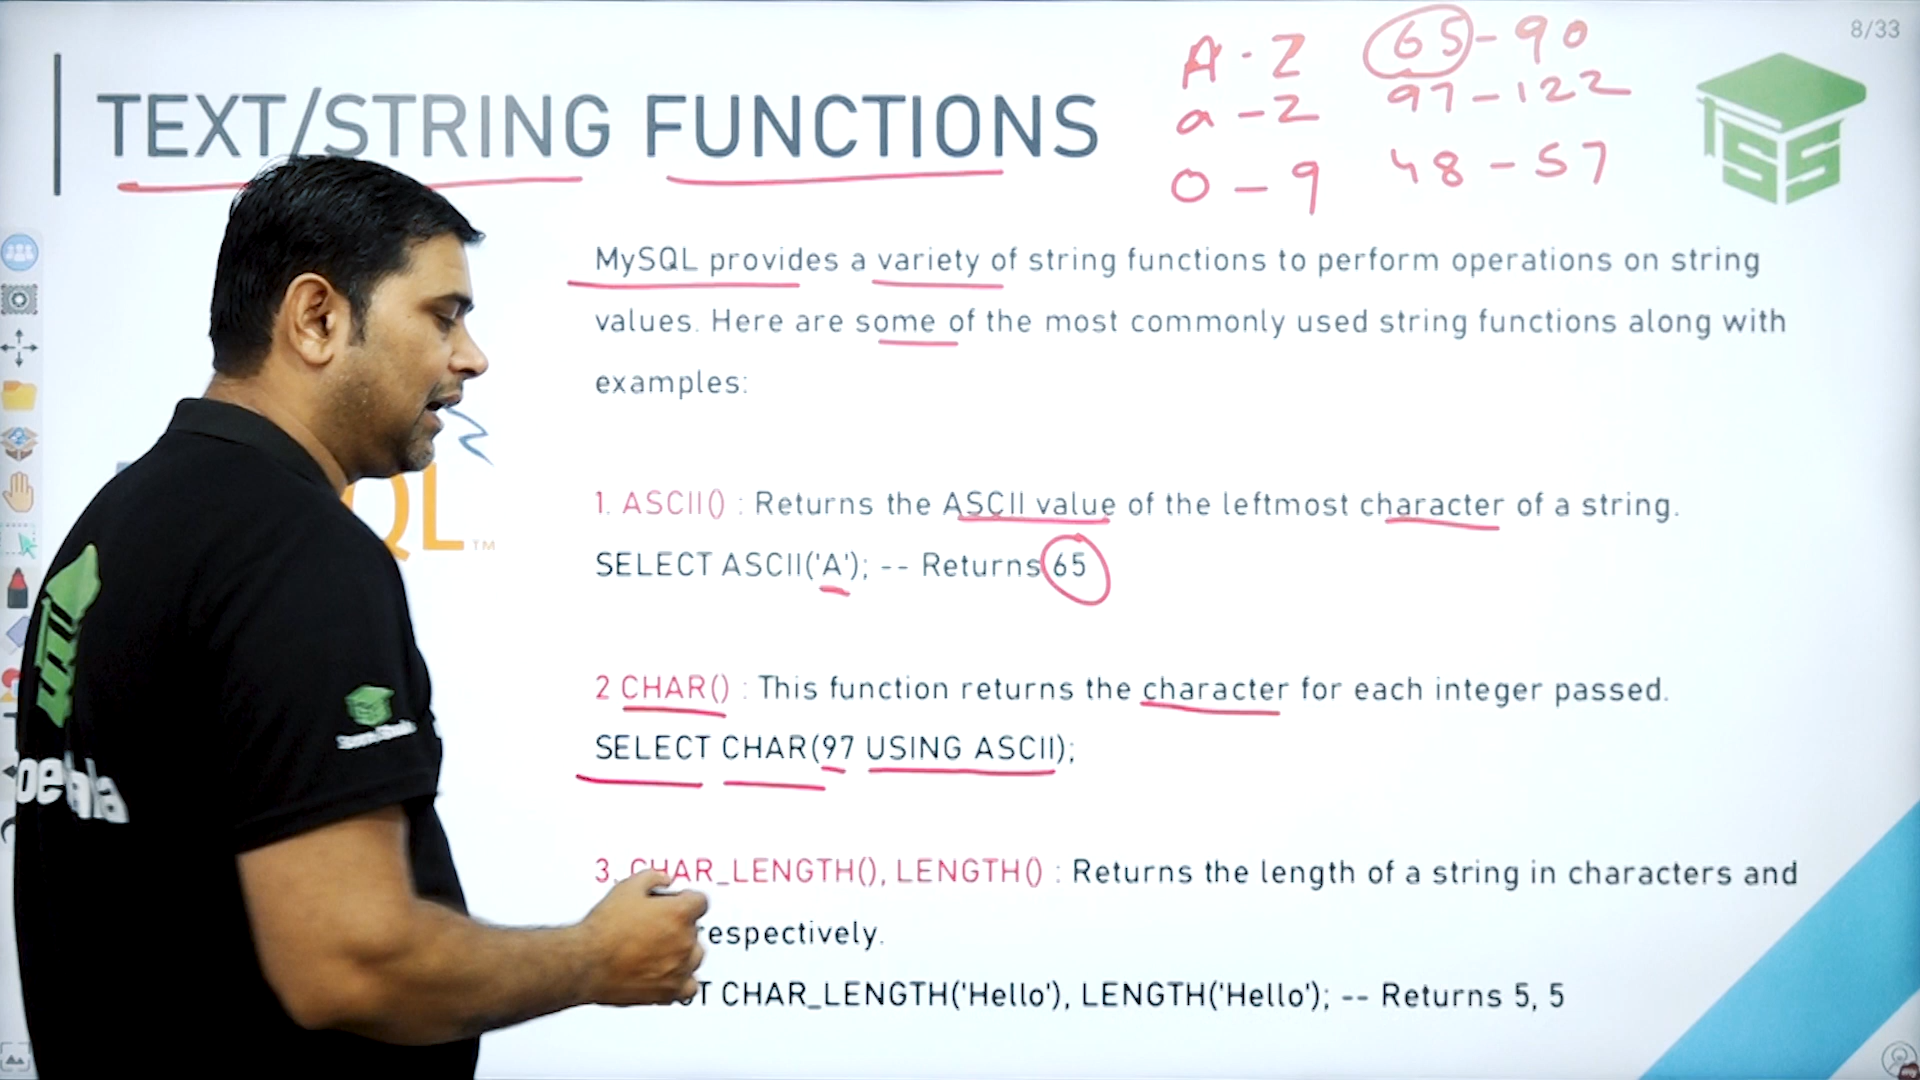 8/33
A - Z 65 - 90
a - z 97 - 122
0 - 9 48 - 57
SS
TEXT/STRING FUNCTIONS
MySQL provides a variety of string functions to perform operations on string
values. Here are some of the most commonly used string functions along with
examples:
QL TM
1. ASCII() : Returns the ASCII value of the leftmost character of a string.
SELECT ASCII('A'); -- Returns 65
2 CHAR() : This function returns the character for each integer passed.
SELECT CHAR(97 USING ASCII);
3. CHAR_LENGTH(), LENGTH() : Returns the length of a string in characters and
respectively.
CHAR_LENGTH('Hello'), LENGTH('Hello'); -- Returns 5, 5